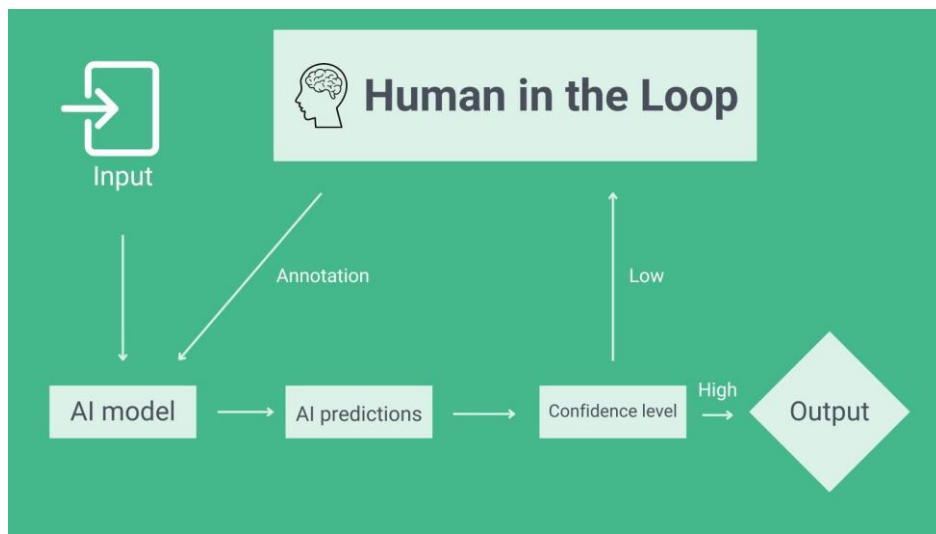 Human in the Loop
Input
Annotation
Low
AI model
AI predictions
Confidence level
High
Output